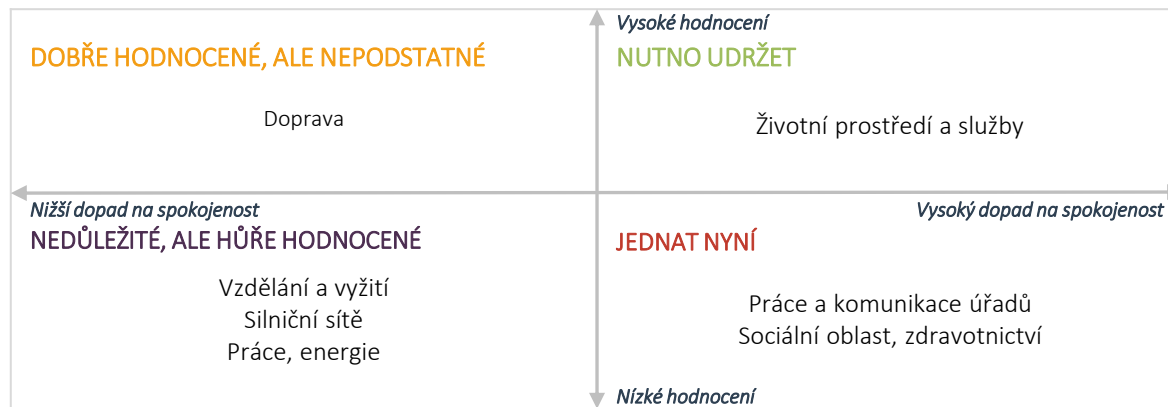 Vysoké hodnocení
DOBŘE HODNOCENÉ, ALE NEPODSTATNÉ
NUTNO UDRŽET
Doprava
Životní prostředí a služby
Nižší dopad na spokojenost
Vysoký dopad na spokojenost
NEDŮLEŽITÉ, ALE HŮŘE HODNOCENÉ
JEDNAT NYNÍ
Vzdělání a vyžití
Silniční sítě
Práce, energie
Práce a komunikace úřadů
Sociální oblast, zdravotnictví
Nízké hodnocení